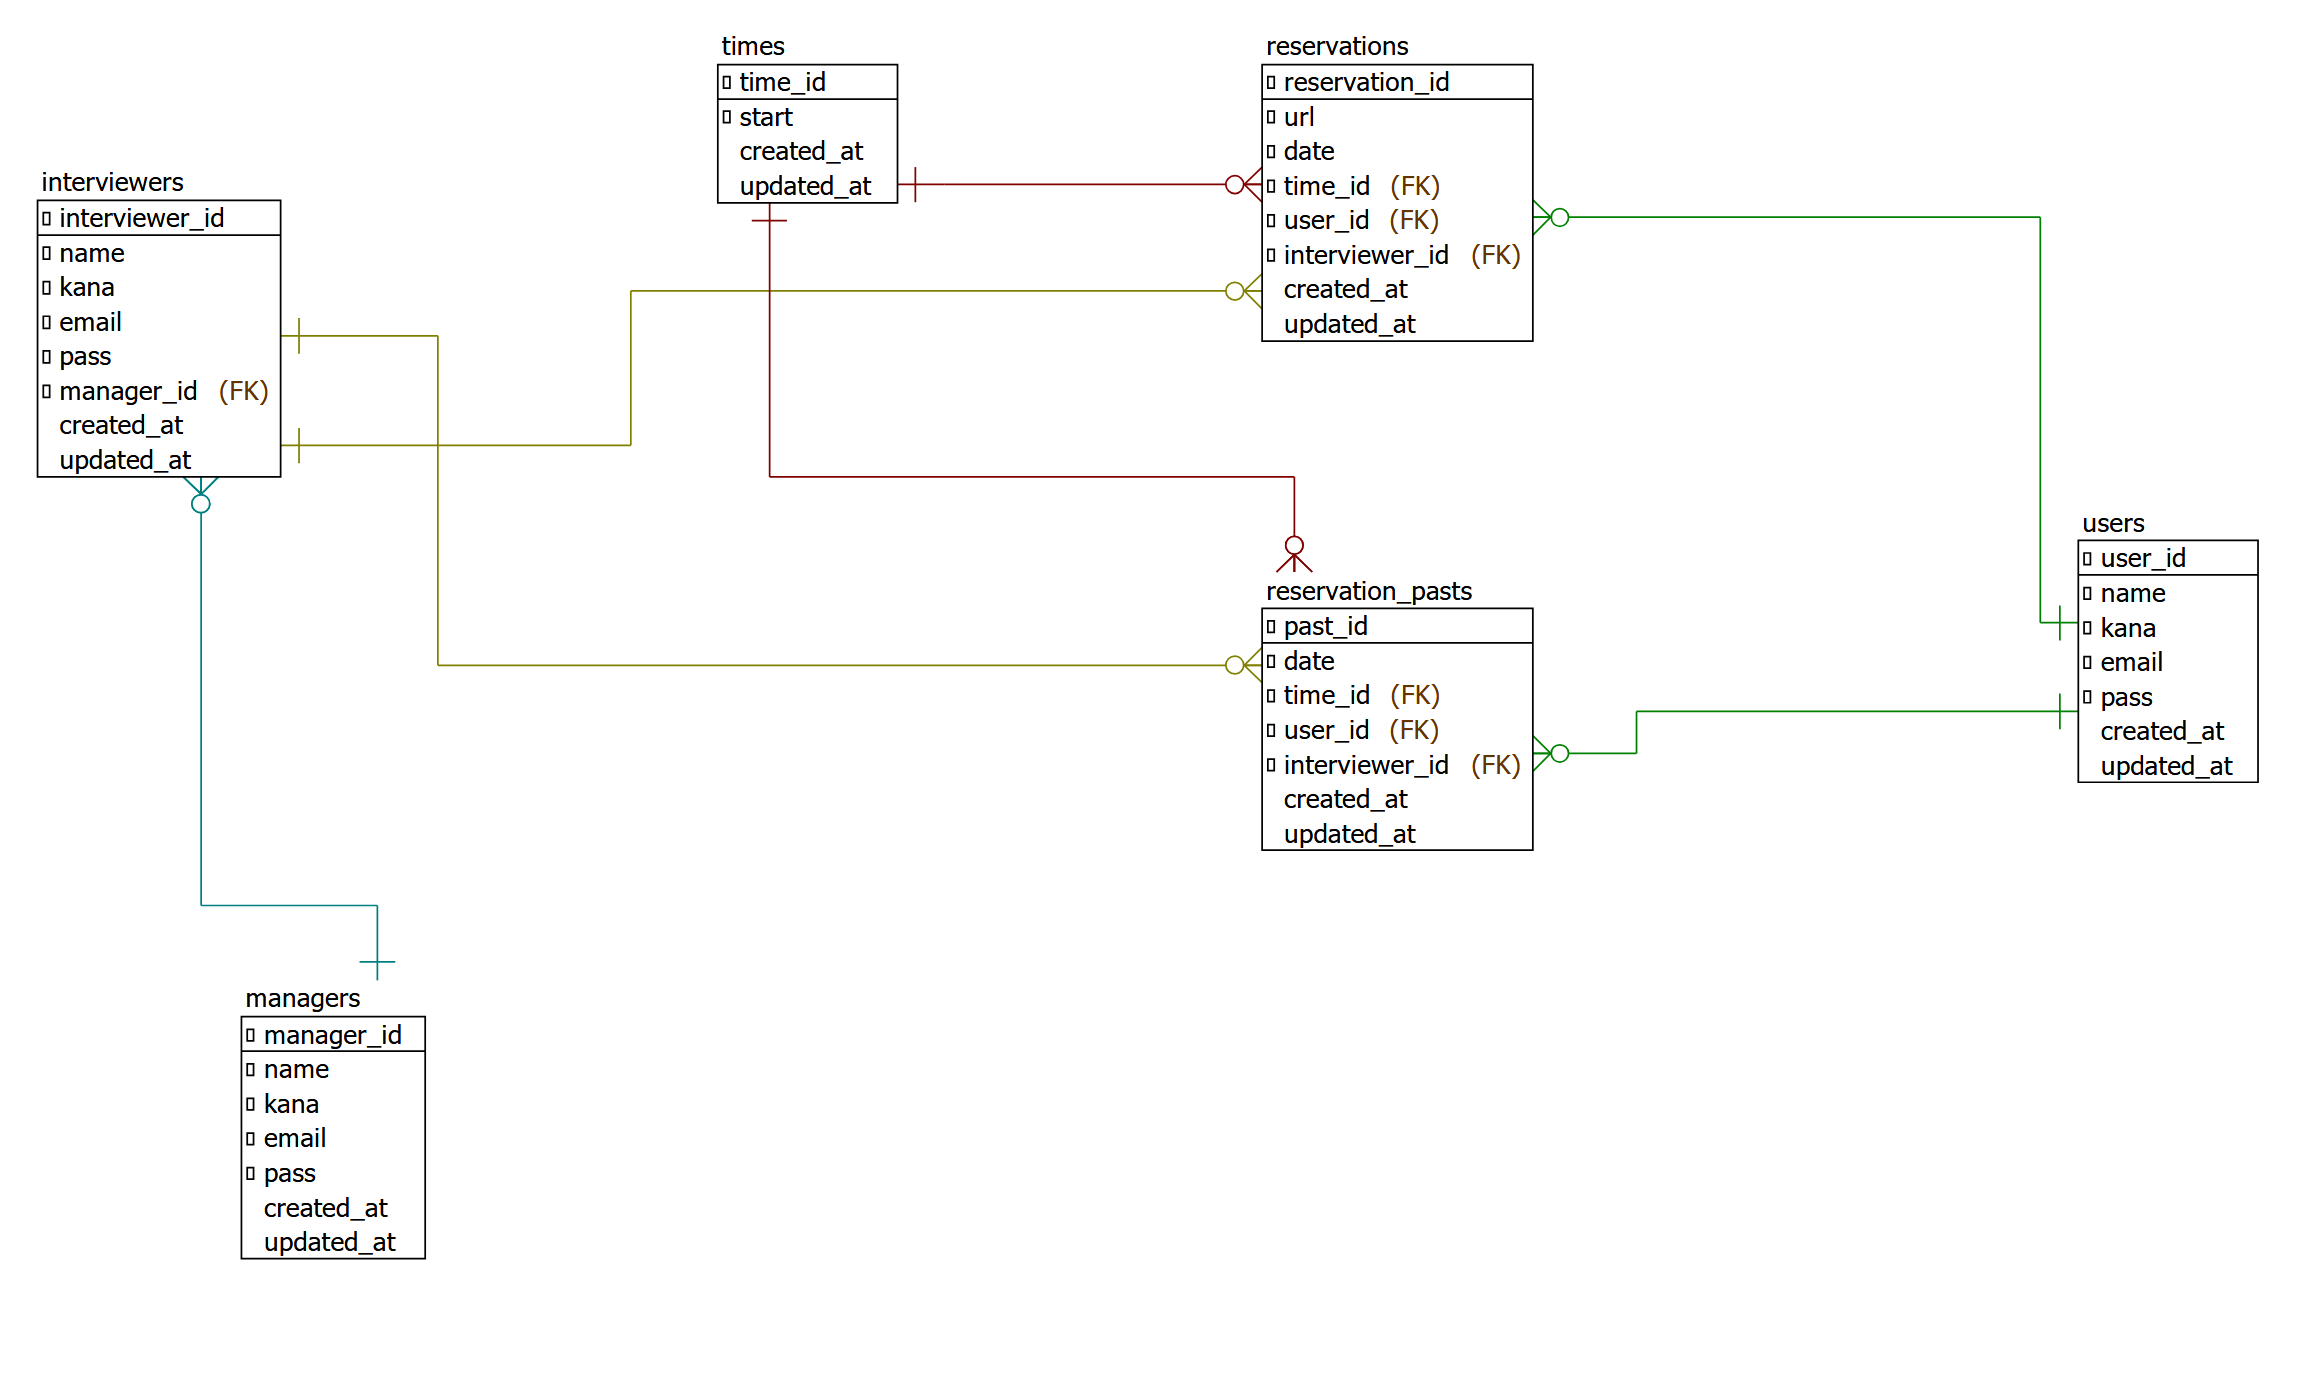 times
time_id
start
created_at
updated_at
reservations
reservation_id
url
date
time_id (FK)
user_id (FK)
interviewer_id (FK)
created_at
updated_at
interviewers
interviewer_id
name
kana
email
pass
manager_id (FK)
created_at
updated_at
users
user_id
name
kana
email
pass
created_at
updated_at
reservation_pasts
past_id
date
time_id (FK)
user_id (FK)
interviewer_id (FK)
created_at
updated_at
managers
manager_id
name
kana
email
pass
created_at
updated_at